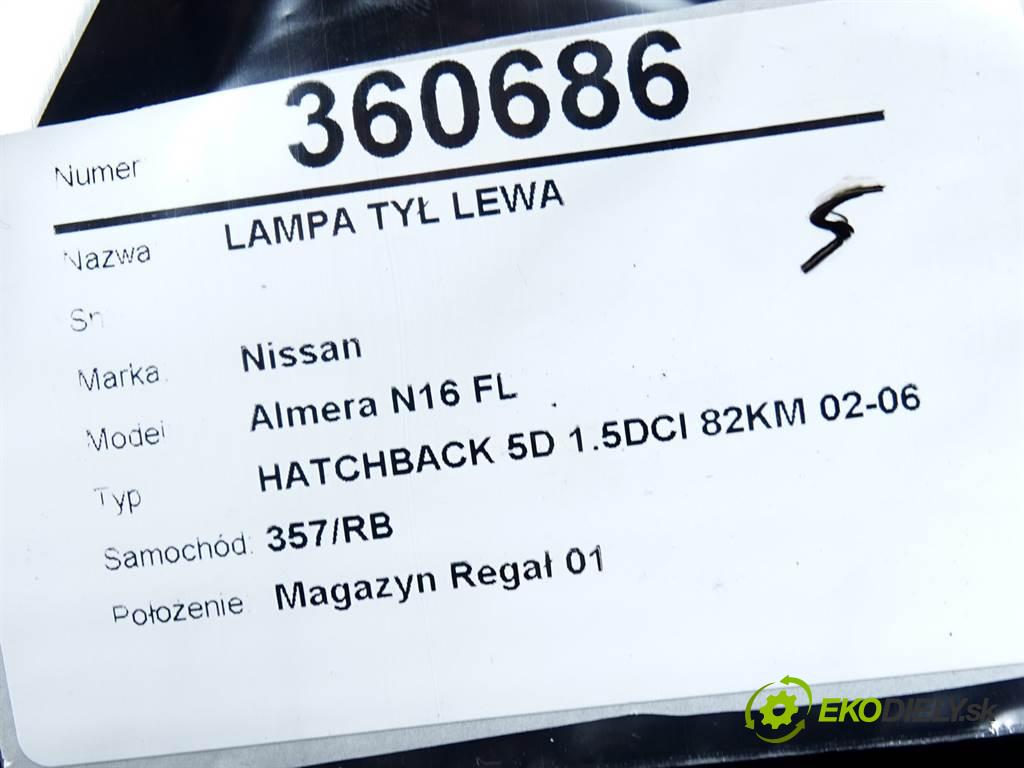 Numer 360686
Nazwa LAMPA TYŁ LEWA
5
Sn
Marka Nissan
Model Almera N16 FL
Typ HATCHBACK 5D 1.5DCI 82KM 02-06
Samochód: 357/RB
Położenie Magazyn Regał 01
EKODIELY.sk